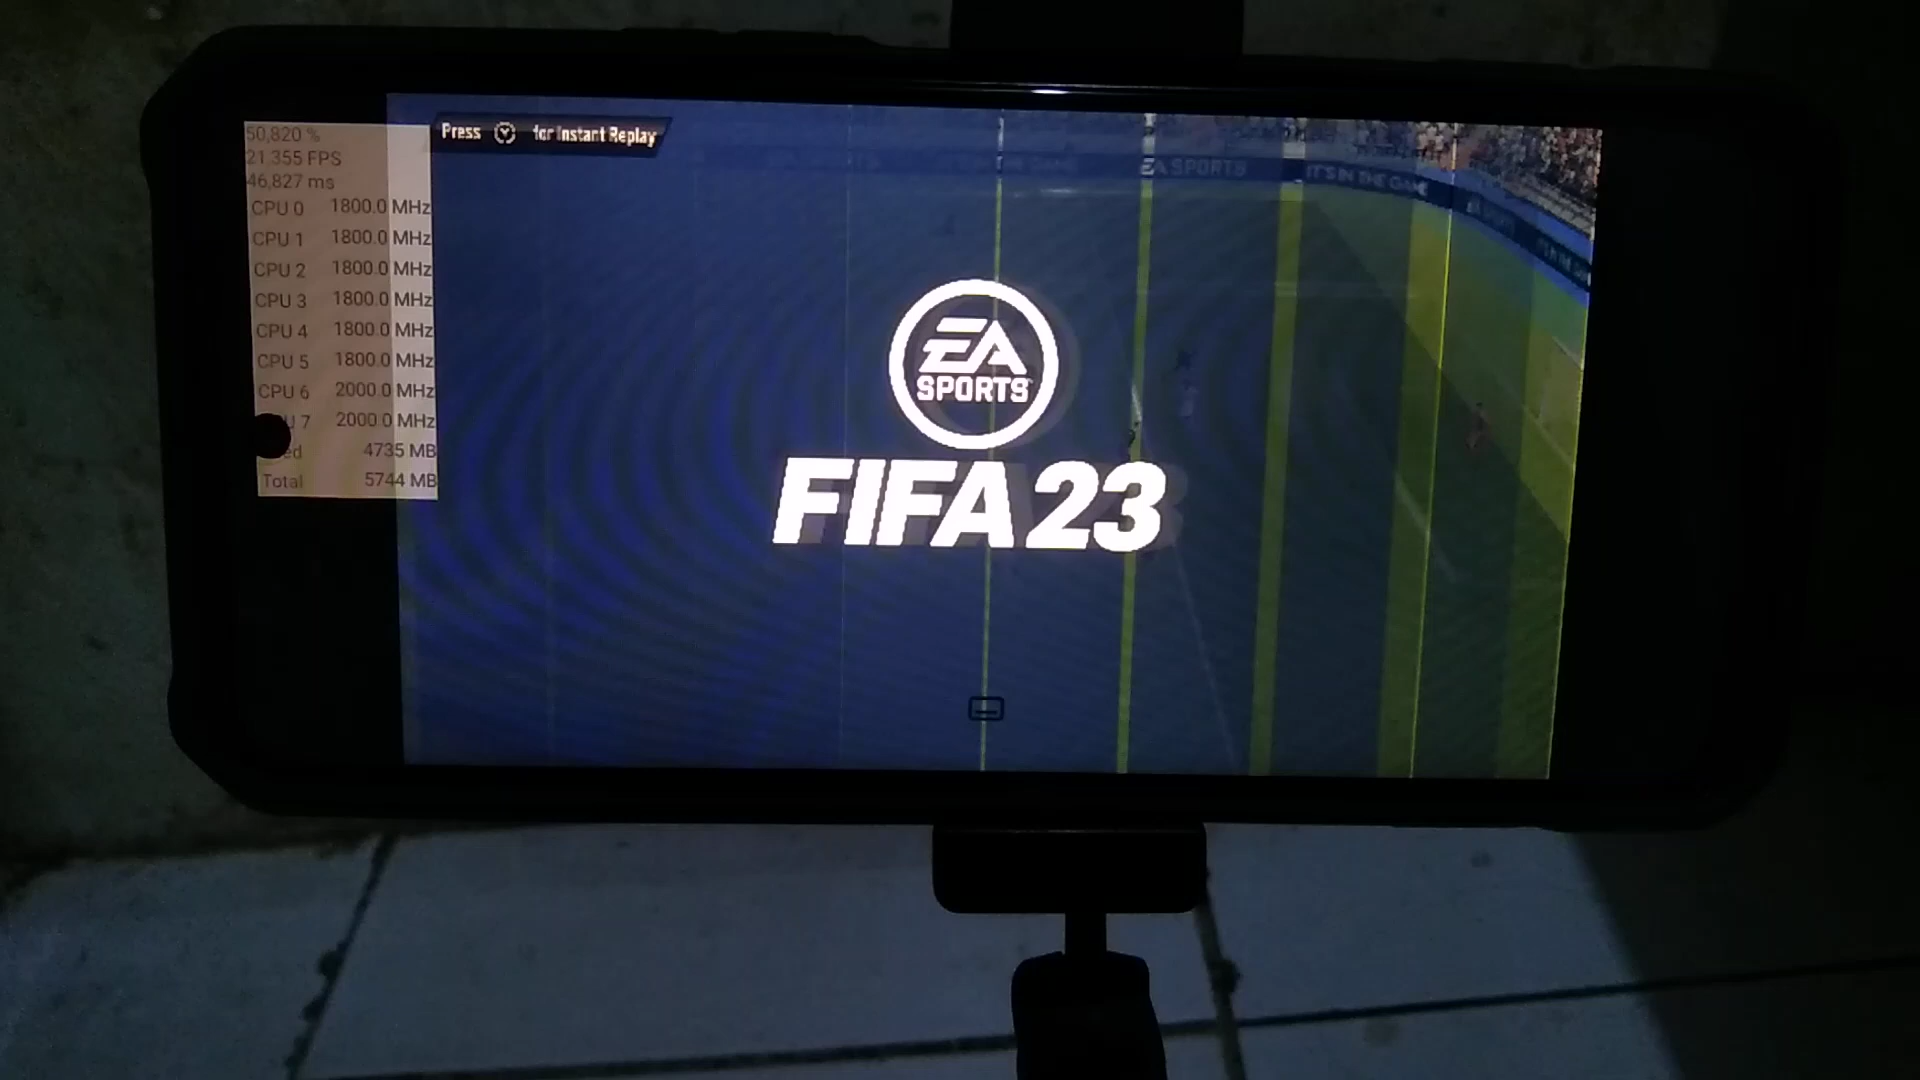 50,820 %
21.355 FPS
46,827 ms
CPU 0 1800.0 MHz
CPU 1 1800.0 MHz
CPU 2 1800.0 MHz
CPU 3 1800.0 MHz
CPU 4 1800.0 MHz
CPU 5 1800.0 MHz
CPU 6 2000.0 MHz
U 7 2000.0 MHz
ed 4735 MB
Total 5744 MB
Press Y for Instant Replay
EA SPORTS
IT'S IN THE GAME
EA SPORTS
FIFA 23